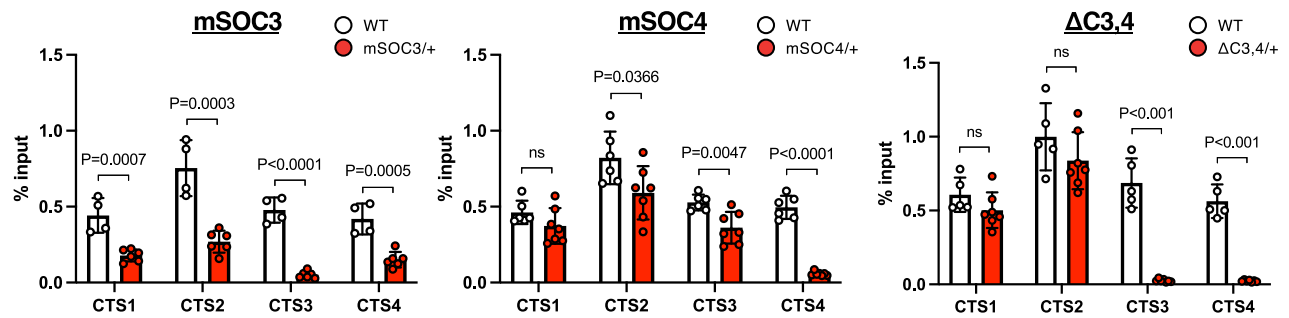 mSOC3
WT
mSOC3/+
% input
1.5
1.0
0.5
0.0
P=0.0007
P=0.0003
P<0.0001
P=0.0005
CTS1
CTS2
CTS3
CTS4
mSOC4
WT
mSOC4/+
% input
1.5
1.0
0.5
0.0
ns
P=0.0366
P=0.0047
P<0.0001
CTS1
CTS2
CTS3
CTS4
ΔC3,4
WT
ΔC3,4/+
% input
1.5
1.0
0.5
0.0
ns
ns
P<0.001
P<0.001
CTS1
CTS2
CTS3
CTS4